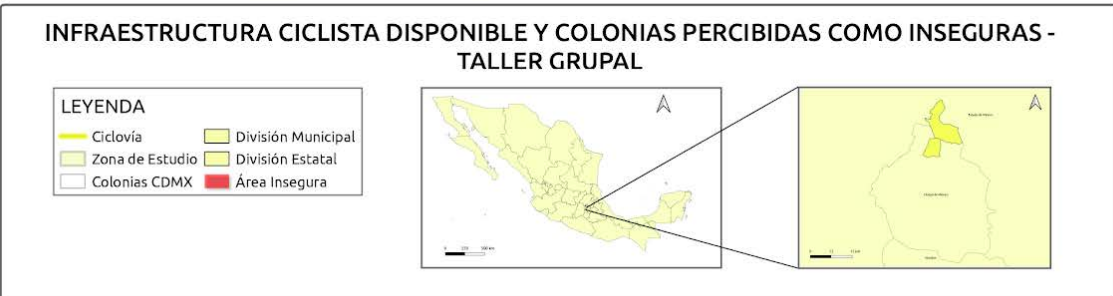 INFRAESTRUCTURA CICLISTA DISPONIBLE Y COLONIAS PERCIBIDAS COMO INSEGURAS -
TALLER GRUPAL
LEYENDA
Ciclovía
División Municipal
Zona de Estudio
División Estatal
Colonias CDMX
Área Insegura